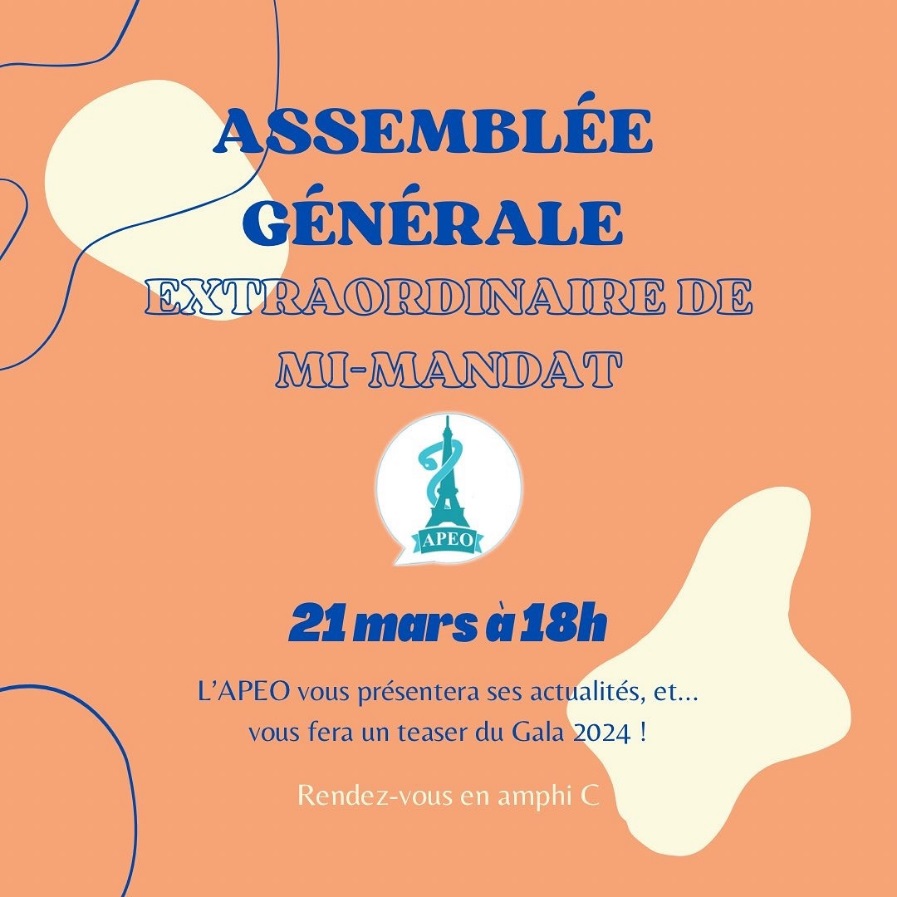 ASSEMBLÉE
GÉNÉRALE
EXTRAORDINAIRE DE
MI-MANDAT
APEO
21 mars à 18h
L’APEO vous présentera ses actualités, et...
vous fera un teaser du Gala 2024 !
Rendez-vous en amphi C